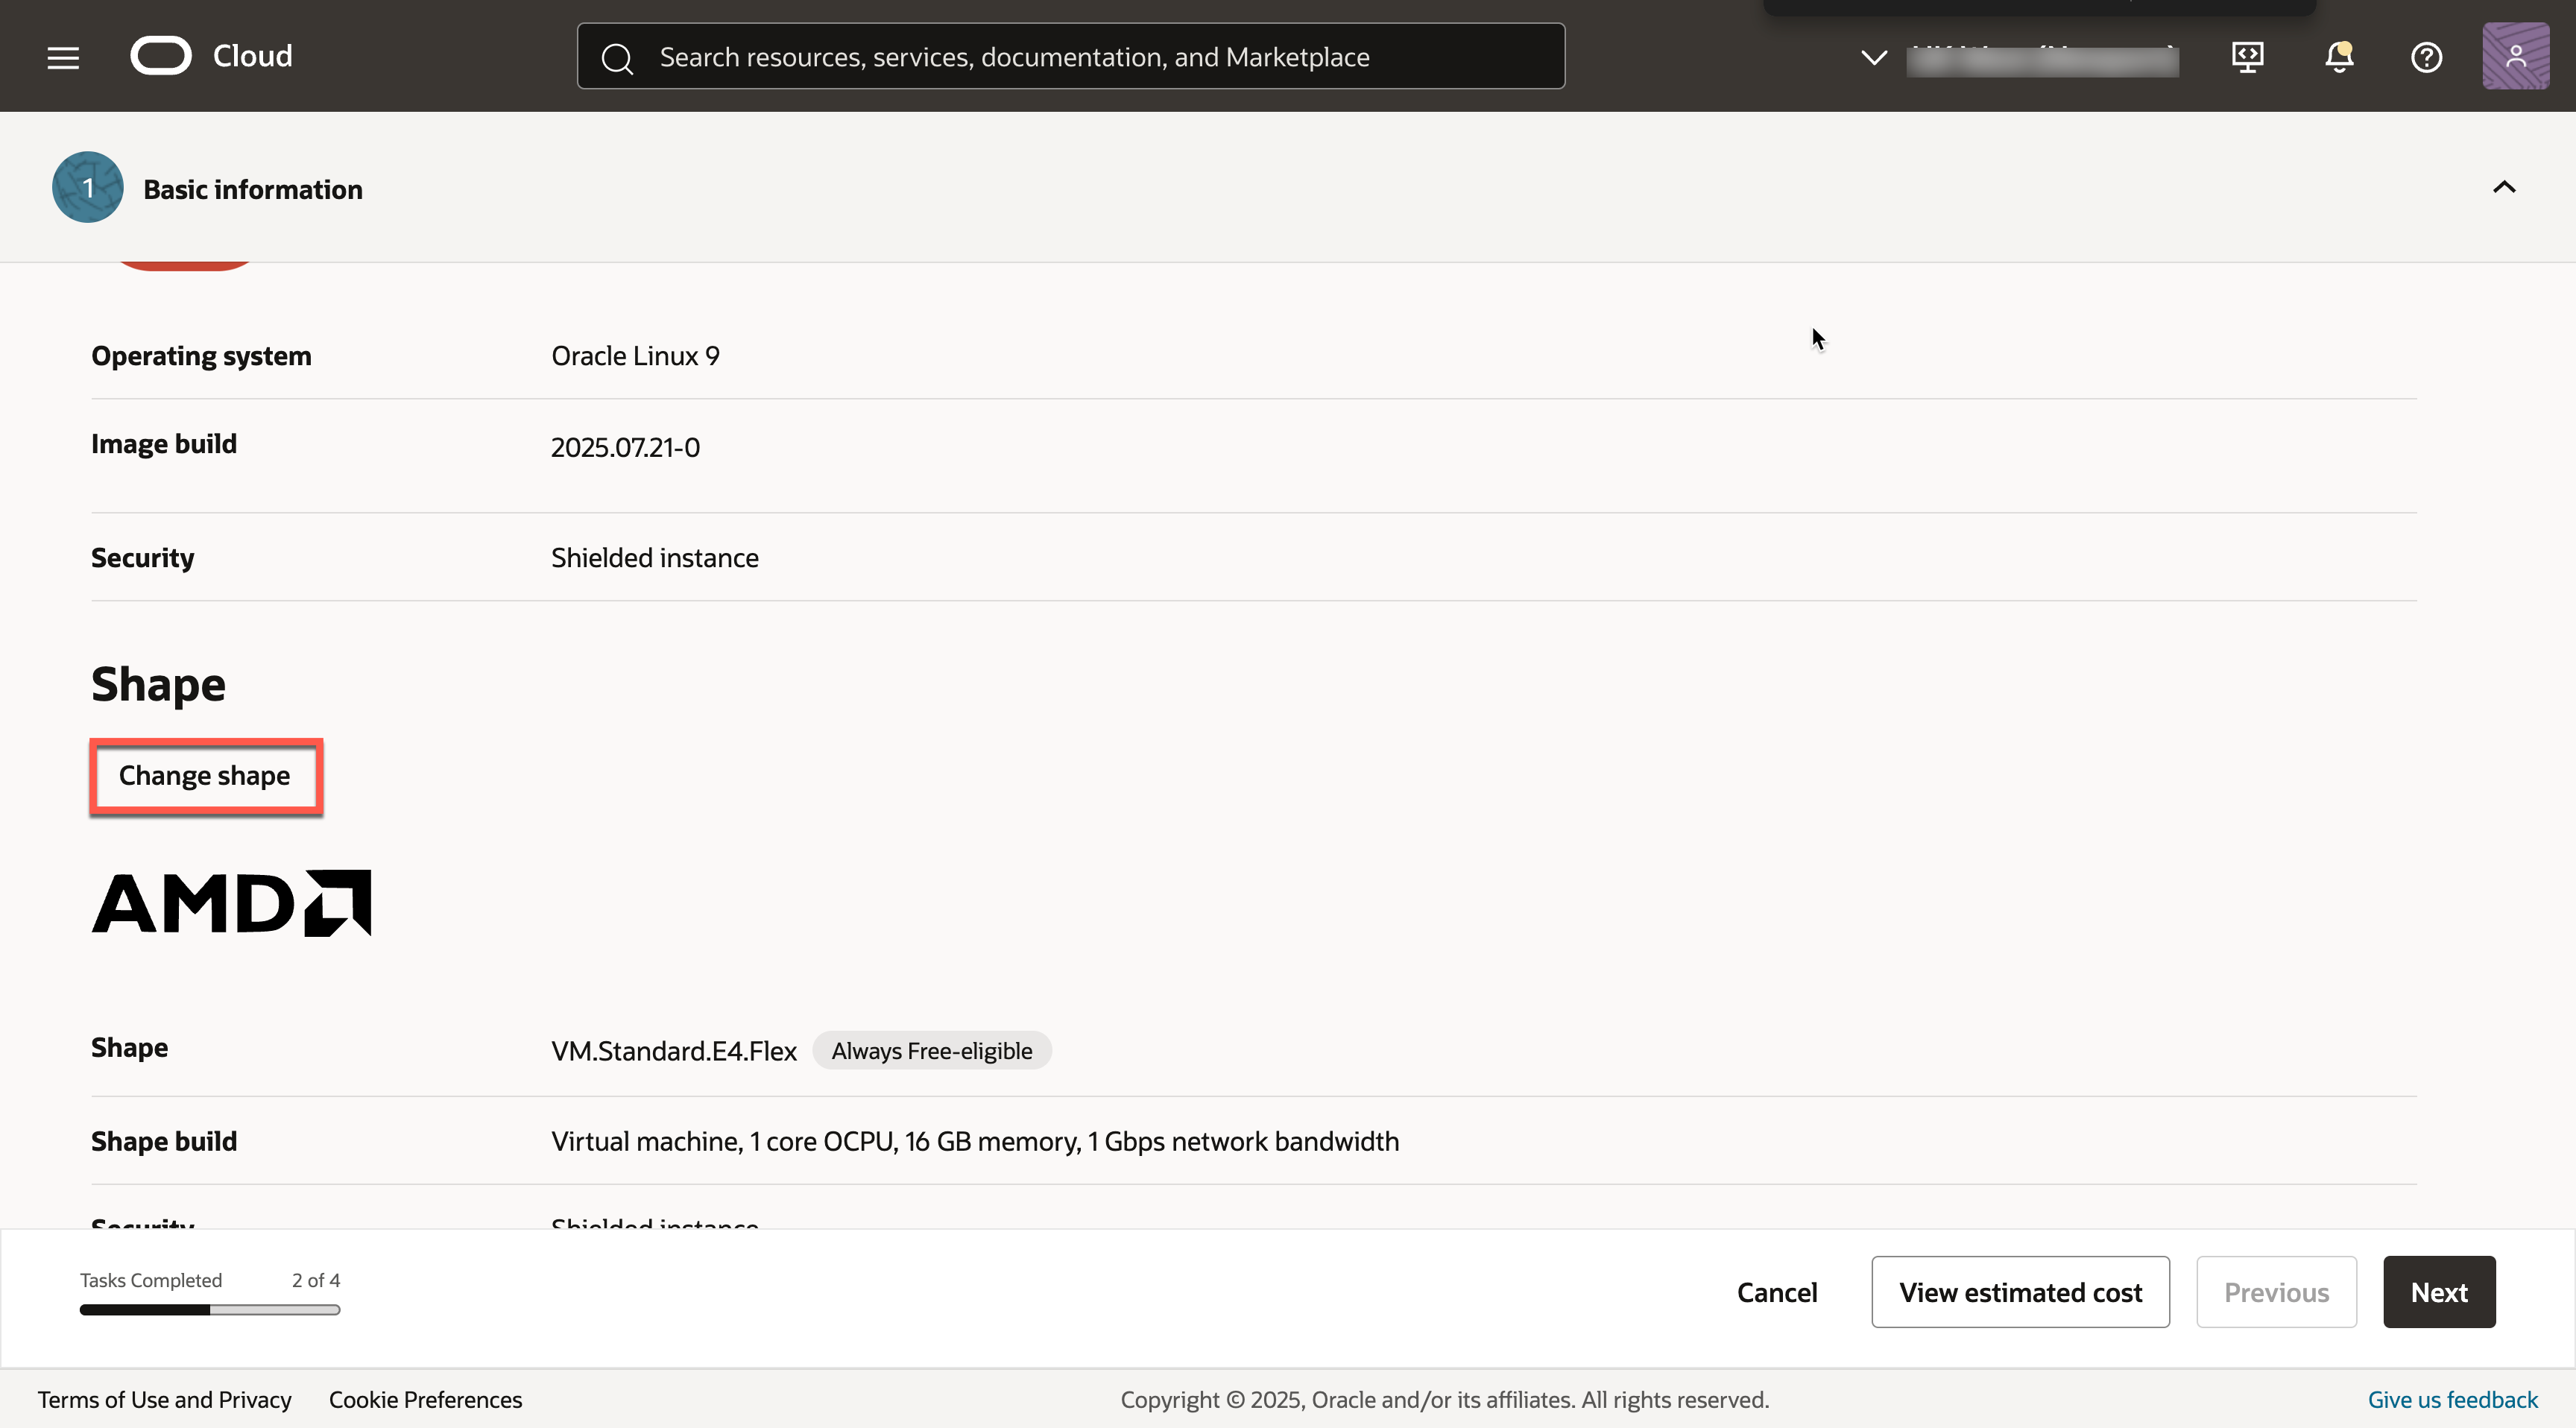 Cloud
Search resources, services, documentation, and Marketplace
1
Basic information
Operating system Oracle Linux 9
Image build 2025.07.21-0
Security Shielded instance
Shape
Change shape
AMD
Shape VM.Standard.E4.Flex Always Free-eligible
Shape build Virtual machine, 1 core OCPU, 16 GB memory, 1 Gbps network bandwidth
Security Shielded instance
Tasks Completed 2 of 4
Cancel View estimated cost Previous Next
Terms of Use and Privacy Cookie Preferences Copyright © 2025, Oracle and/or its affiliates. All rights reserved. Give us feedback